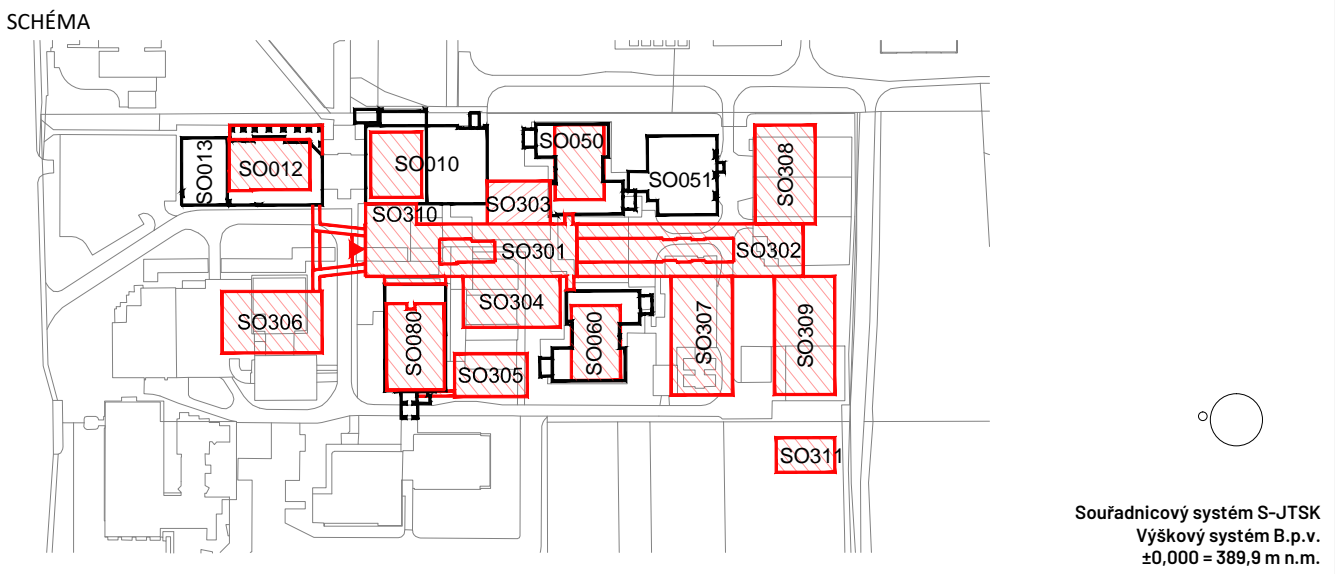 SCHÉMA
SO013
SO012
SO010
SO050
SO051
SO308
SO303
SO310
SO301
SO302
SO306
SO080
SO304
SO305
SO060
SO307
SO309
SO311
Souřadnicový systém S-JTSK
Výškový systém B.p.v.
±0,000 = 389,9 m n.m.